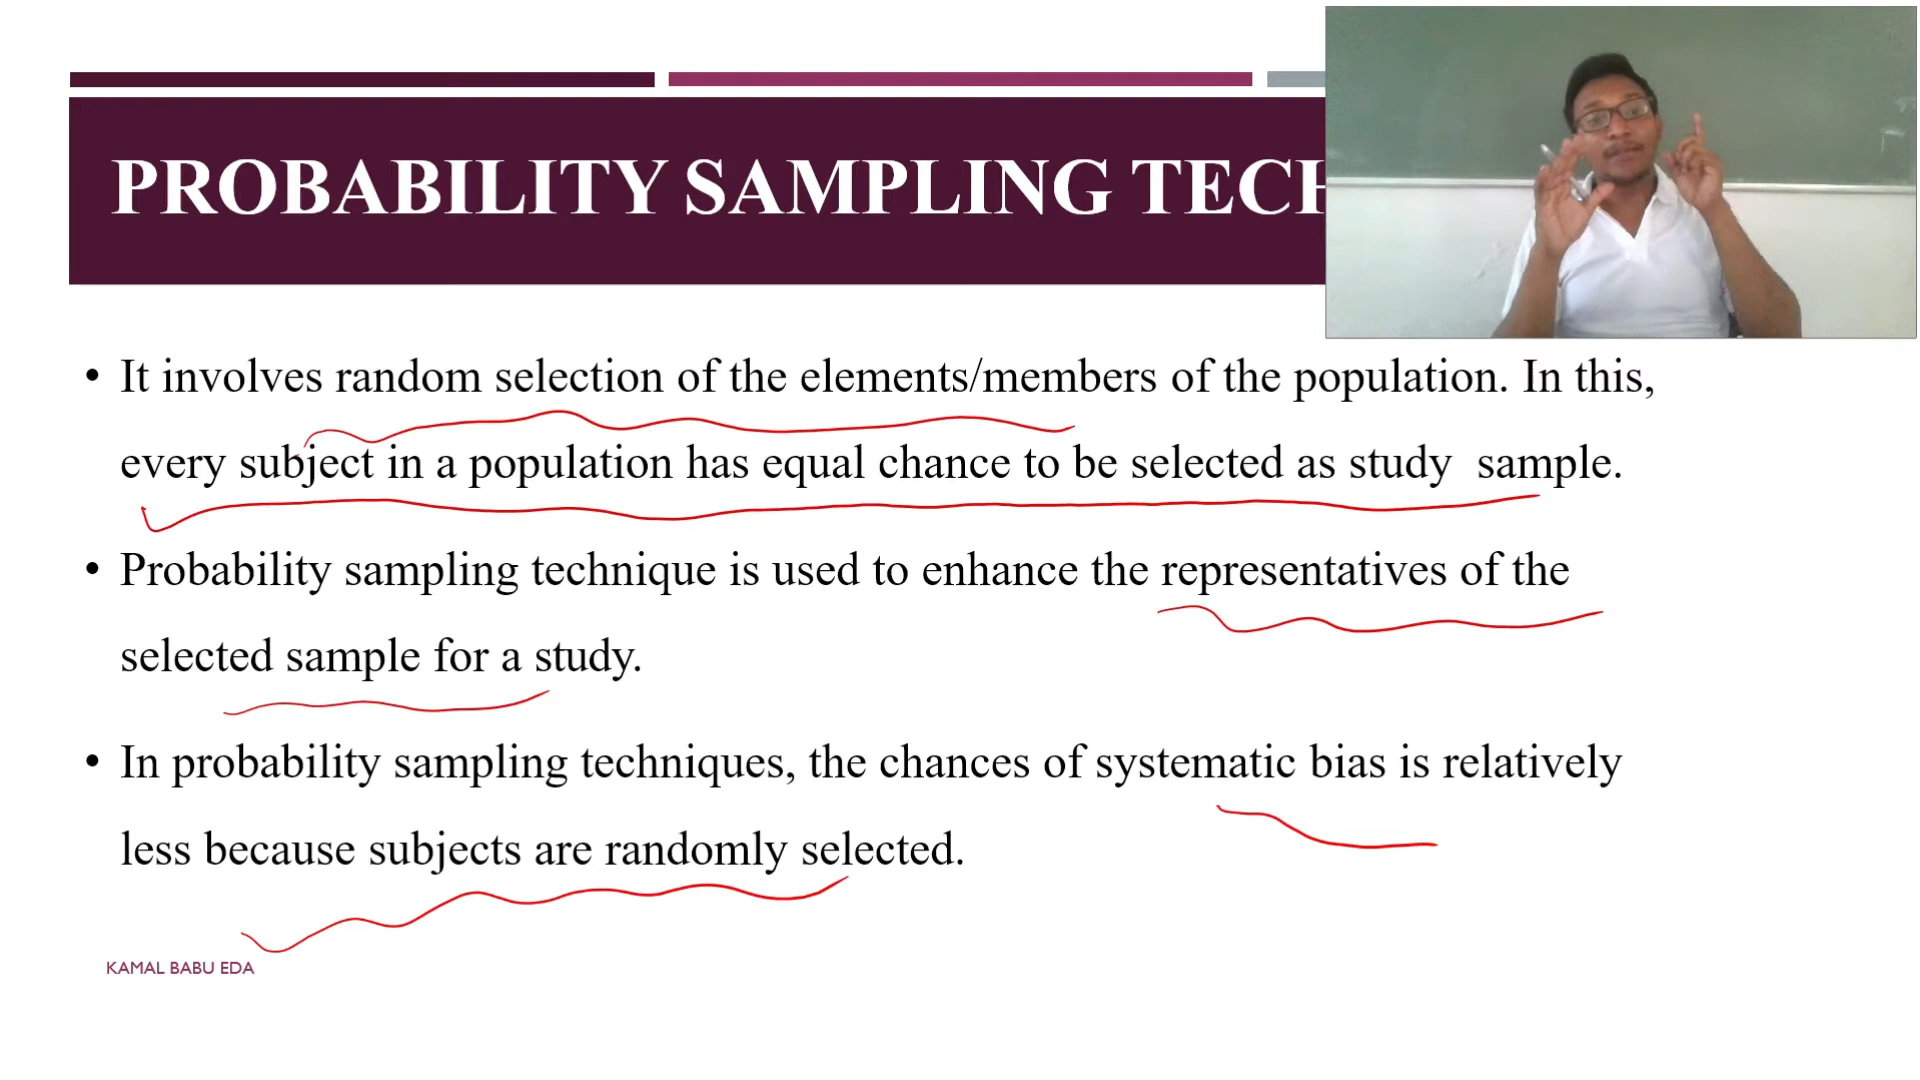 PROBABILITY SAMPLING TECH
• It involves random selection of the elements/members of the population. In this,
every subject in a population has equal chance to be selected as study sample.
• Probability sampling technique is used to enhance the representatives of the
selected sample for a study.
• In probability sampling techniques, the chances of systematic bias is relatively
less because subjects are randomly selected.
KAMAL BABU EDA